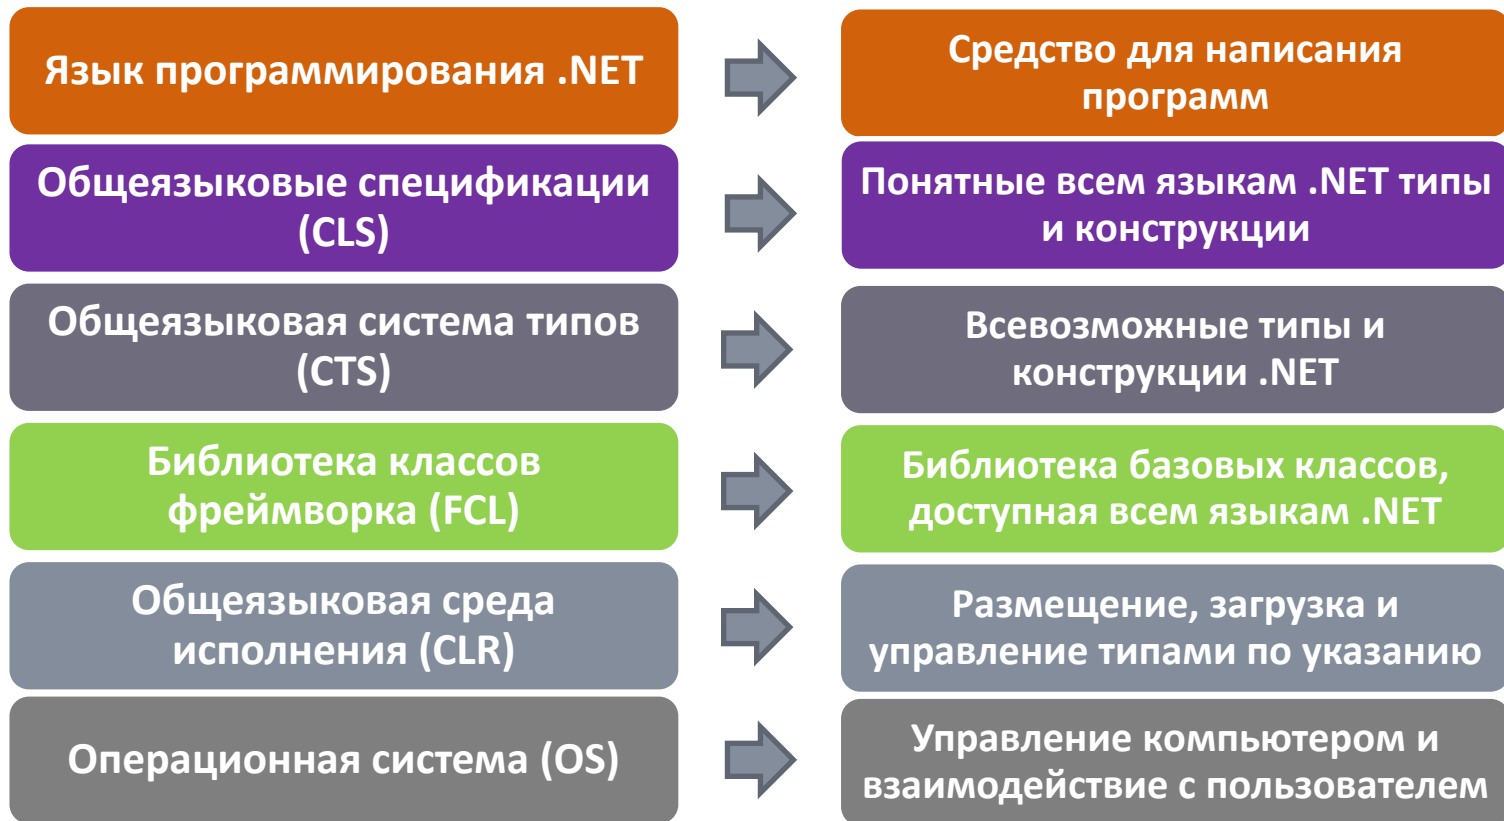 Язык программирования .NET
Средство для написания
программ
Общеязыковые спецификации
(CLS)
Понятные всем языкам .NET типы
и конструкции
Общеязыковая система типов
(CTS)
Всевозможные типы и
конструкции .NET
Библиотека классов
фреймворка (FCL)
Библиотека базовых классов,
доступная всем языкам .NET
Общеязыковая среда
исполнения (CLR)
Размещение, загрузка и
управление типами по указанию
Операционная система (OS)
Управление компьютером и
взаимодействие с пользователем